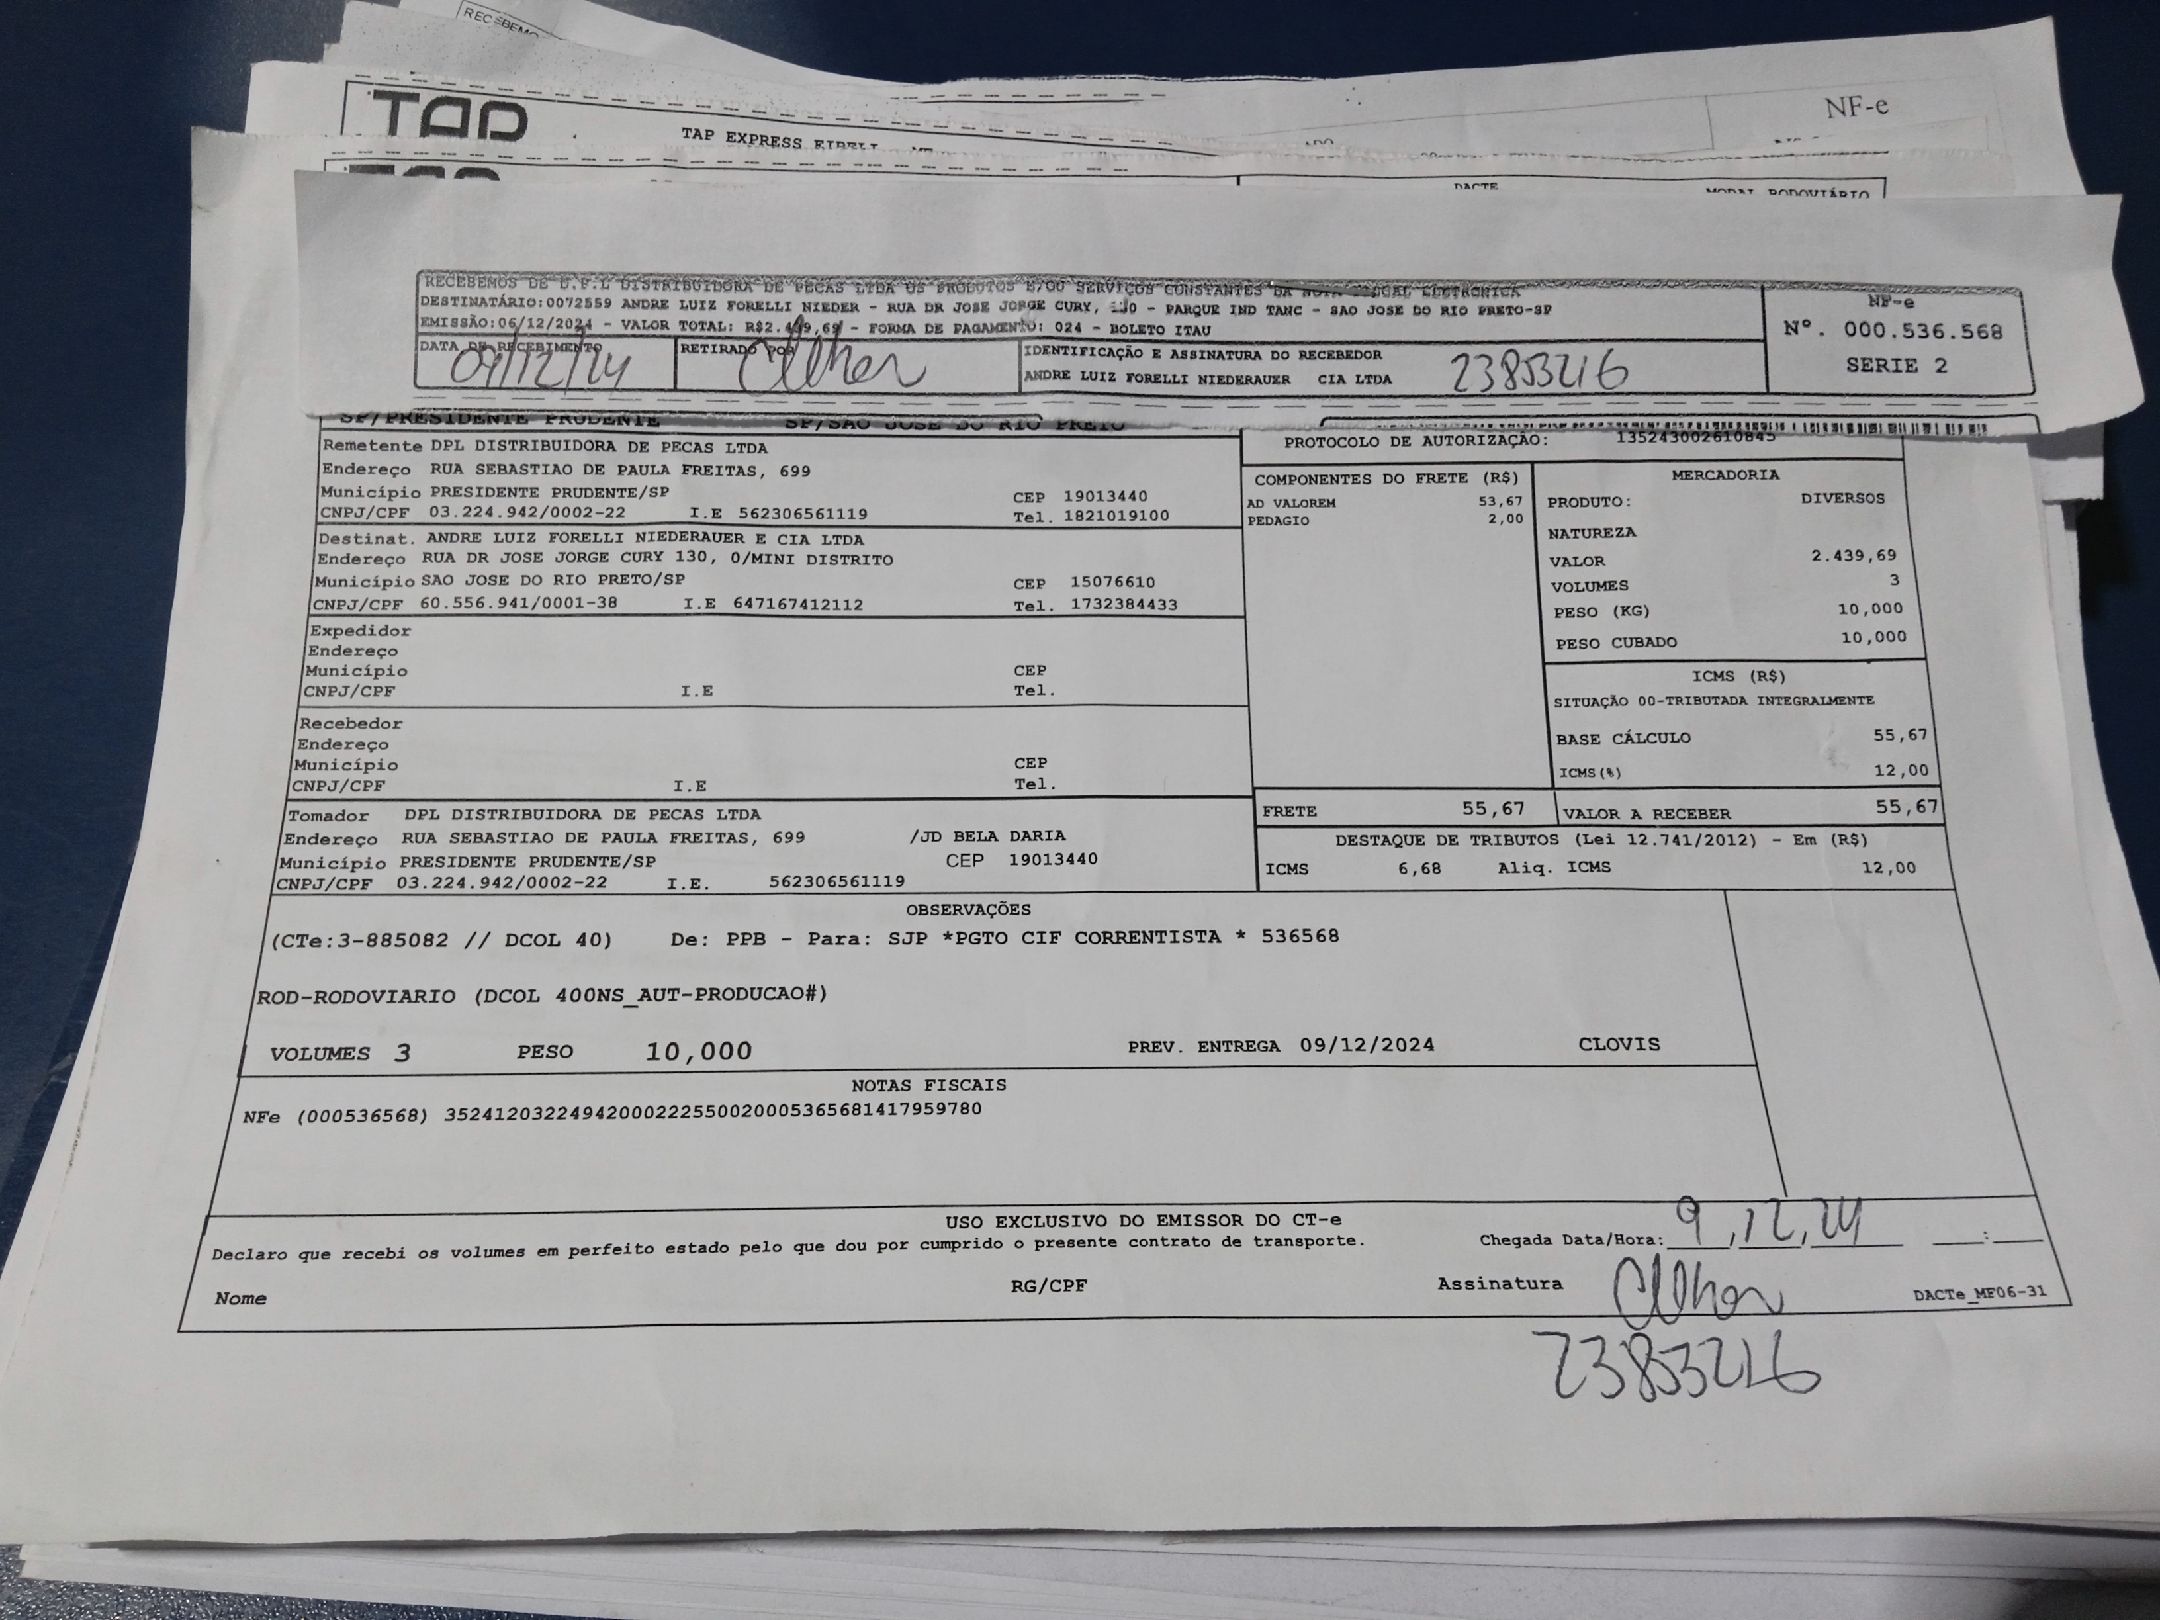 RECEBEMO
NF-e
TAP
TAP EXPRESS EIRELI
DACTE
MODAL RODOVIÁRIO
RECEBEMOS DE D.P.L DISTRIBUIDORA DE PECAS LTDA OS PRODUTOS E/OU SERVIÇOS CONSTANTES DA NOTA FISCAL ELETRONICA
DESTINATÁRIO:0072559 ANDRE LUIZ FORELLI NIEDER - RUA DR JOSE JORGE CURY, - PARQUE IND TANC - SAO JOSE DO RIO PRETO-SP
EMISSÃO:06/12/2024 - VALOR TOTAL: R$2.439,69 - FORMA DE PAGAMENTO: 024 - BOLETO ITAU
NF-e
Nº. 000.536.568
SERIE 2
DATA DE RECEBIMENTO
09/12/24
RETIRADO POR
IDENTIFICAÇÃO E ASSINATURA DO RECEBEDOR
ANDRE LUIZ FORELLI NIEDERAUER CIA LTDA
23853216
SP/PRESIDENTE PRUDENTE SP/SAO JOSE DO RIO PRETO
PROTOCOLO DE AUTORIZAÇÃO: 135243002610845
Remetente DPL DISTRIBUIDORA DE PECAS LTDA
Endereço RUA SEBASTIAO DE PAULA FREITAS, 699
Município PRESIDENTE PRUDENTE/SP CEP 19013440
CNPJ/CPF 03.224.942/0002-22 I.E 562306561119 Tel. 1821019100
Destinat. ANDRE LUIZ FORELLI NIEDERAUER E CIA LTDA
Endereço RUA DR JOSE JORGE CURY 130, 0/MINI DISTRITO
Município SAO JOSE DO RIO PRETO/SP CEP 15076610
CNPJ/CPF 60.556.941/0001-38 I.E 647167412112 Tel. 1732384433
Expedidor
Endereço
Município CEP
CNPJ/CPF I.E Tel.
Recebedor
Endereço
Município CEP
CNPJ/CPF I.E Tel.
Tomador DPL DISTRIBUIDORA DE PECAS LTDA
Endereço RUA SEBASTIAO DE PAULA FREITAS, 699 /JD BELA DARIA
Município PRESIDENTE PRUDENTE/SP CEP 19013440
CNPJ/CPF 03.224.942/0002-22 I.E. 562306561119
COMPONENTES DO FRETE (R$)
AD VALOREM 53,67
PEDAGIO 2,00
MERCADORIA
PRODUTO: DIVERSOS
NATUREZA
VALOR 2.439,69
VOLUMES 3
PESO (KG) 10,000
PESO CUBADO 10,000
ICMS (R$)
SITUAÇÃO 00-TRIBUTADA INTEGRALMENTE
BASE CÁLCULO 55,67
ICMS(%) 12,00
FRETE 55,67 VALOR A RECEBER 55,67
DESTAQUE DE TRIBUTOS (Lei 12.741/2012) - Em (R$)
ICMS 6,68 Aliq. ICMS 12,00
OBSERVAÇÕES
(CTe:3-885082 // DCOL 40) De: PPB - Para: SJP *PGTO CIF CORRENTISTA * 536568
ROD-RODOVIARIO (DCOL 400NS_AUT-PRODUCAO#)
VOLUMES 3 PESO 10,000 PREV. ENTREGA 09/12/2024 CLOVIS
NOTAS FISCAIS
NFe (000536568) 35241203224942000222550020005365681417959780
USO EXCLUSIVO DO EMISSOR DO CT-e
Declaro que recebi os volumes em perfeito estado pelo que dou por cumprido o presente contrato de transporte.
Chegada Data/Hora: 9,12,24 :
Nome RG/CPF Assinatura
DACTe_MF06-31
23853216